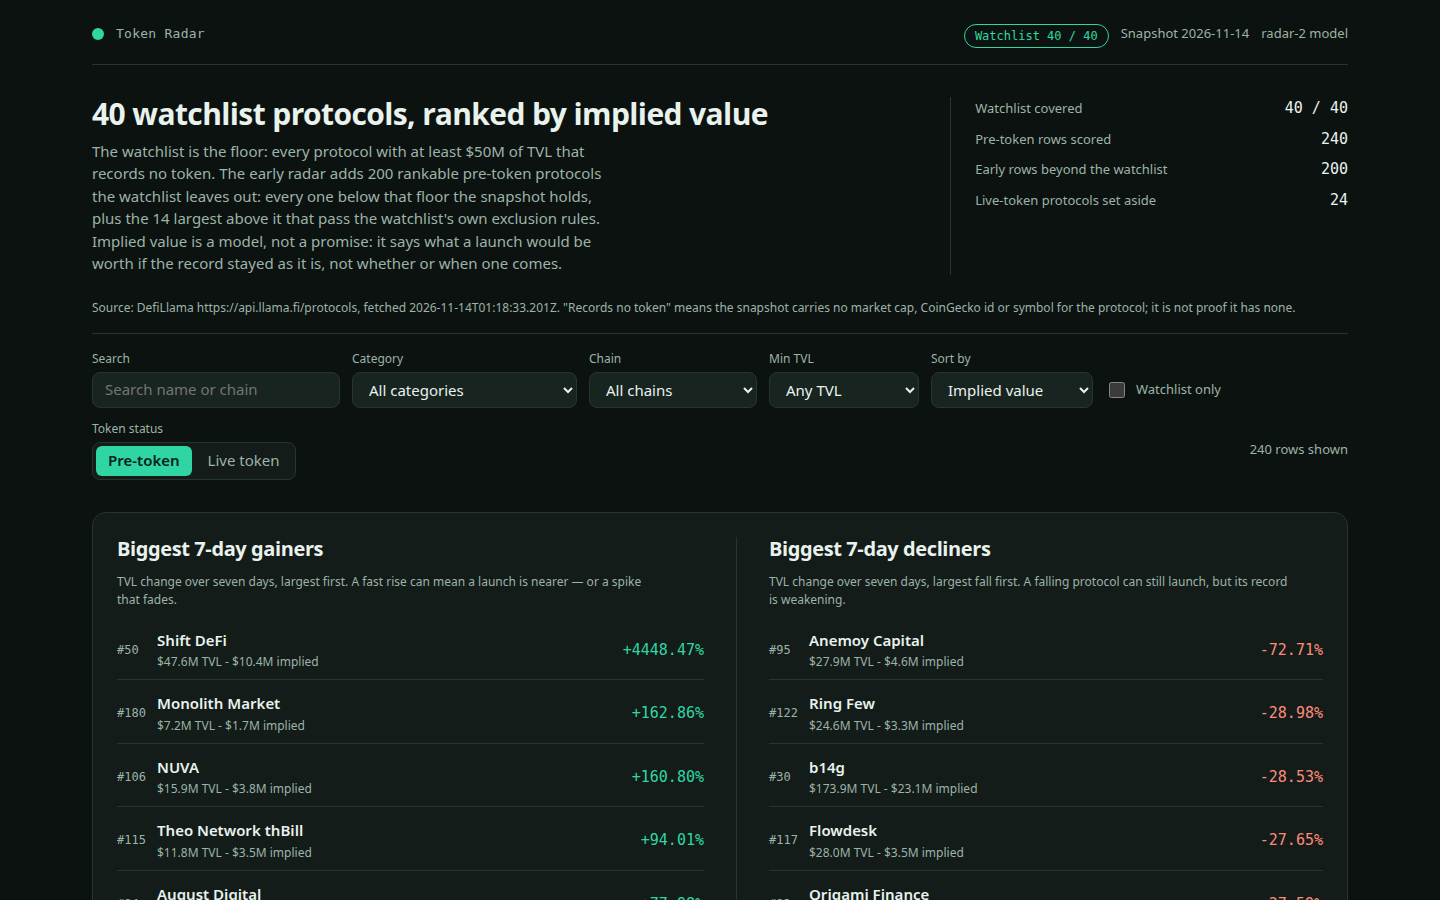 Token Radar
Watchlist 40 / 40
Snapshot 2026-11-14
radar-2 model
40 watchlist protocols, ranked by implied value
The watchlist is the floor: every protocol with at least $50M of TVL that
records no token. The early radar adds 200 rankable pre-token protocols
the watchlist leaves out: every one below that floor the snapshot holds,
plus the 14 largest above it that pass the watchlist's own exclusion rules.
Implied value is a model, not a promise: it says what a launch would be
worth if the record stayed as it is, not whether or when one comes.
Watchlist covered 40 / 40
Pre-token rows scored 240
Early rows beyond the watchlist 200
Live-token protocols set aside 24
Source: DefiLlama https://api.llama.fi/protocols, fetched 2026-11-14T01:18:33.201Z. "Records no token" means the snapshot carries no market cap, CoinGecko id or symbol for the protocol; it is not proof it has none.
Search
Search name or chain
Category
All categories
Chain
All chains
Min TVL
Any TVL
Sort by
Implied value
Watchlist only
Token status
Pre-token
Live token
240 rows shown
Biggest 7-day gainers
TVL change over seven days, largest first. A fast rise can mean a launch is nearer — or a spike
that fades.
#50 Shift DeFi +4448.47%
$47.6M TVL - $10.4M implied
#180 Monolith Market +162.86%
$7.2M TVL - $1.7M implied
#106 NUVA +160.80%
$15.9M TVL - $3.8M implied
#115 Theo Network thBill +94.01%
$11.8M TVL - $3.5M implied
August Digital
Biggest 7-day decliners
TVL change over seven days, largest fall first. A falling protocol can still launch, but its record
is weakening.
#95 Anemoy Capital -72.71%
$27.9M TVL - $4.6M implied
#122 Ring Few -28.98%
$24.6M TVL - $3.3M implied
#30 b14g -28.53%
$173.9M TVL - $23.1M implied
#117 Flowdesk -27.65%
$28.0M TVL - $3.5M implied
Origami Finance